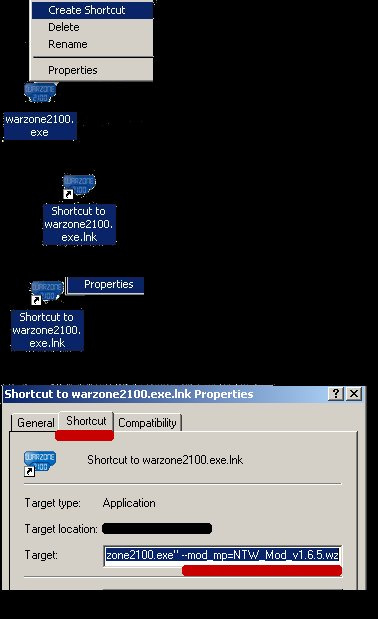 Create Shortcut
Delete
Rename
Properties
WARZONE
2100
warzone2100.
exe
WARZONE
2100
Shortcut to
warzone2100.
exe.lnk
WARZONE
2100
Properties
Shortcut to
warzone2100.
exe.lnk
Shortcut to warzone2100.exe.lnk Properties
General Shortcut Compatibility
WARZONE
2100
Shortcut to warzone2100.exe.lnk
Target type: Application
Target location:
Target: zone2100.exe" --mod_mp=NTW_Mod_v1.6.5.wz